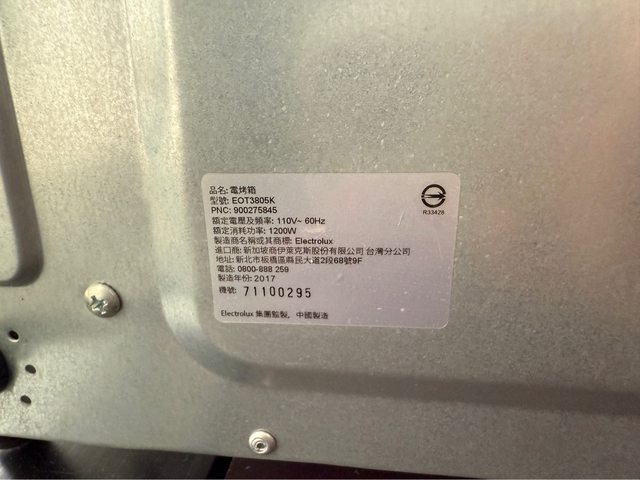 品名: 電烤箱
型號: EOT3805K
PNC: 900275845
額定電壓及頻率: 110V~ 60Hz
額定消耗功率: 1200W
製造商名稱或其商標: Electrolux
進口商: 新加坡商伊萊克斯股份有限公司 台灣分公司
地址: 新北市板橋區縣民大道2段68號9F
電話: 0800-888 259
製造年份: 2017
機號: 71100295
Electrolux 集團監製, 中國製造
R33428